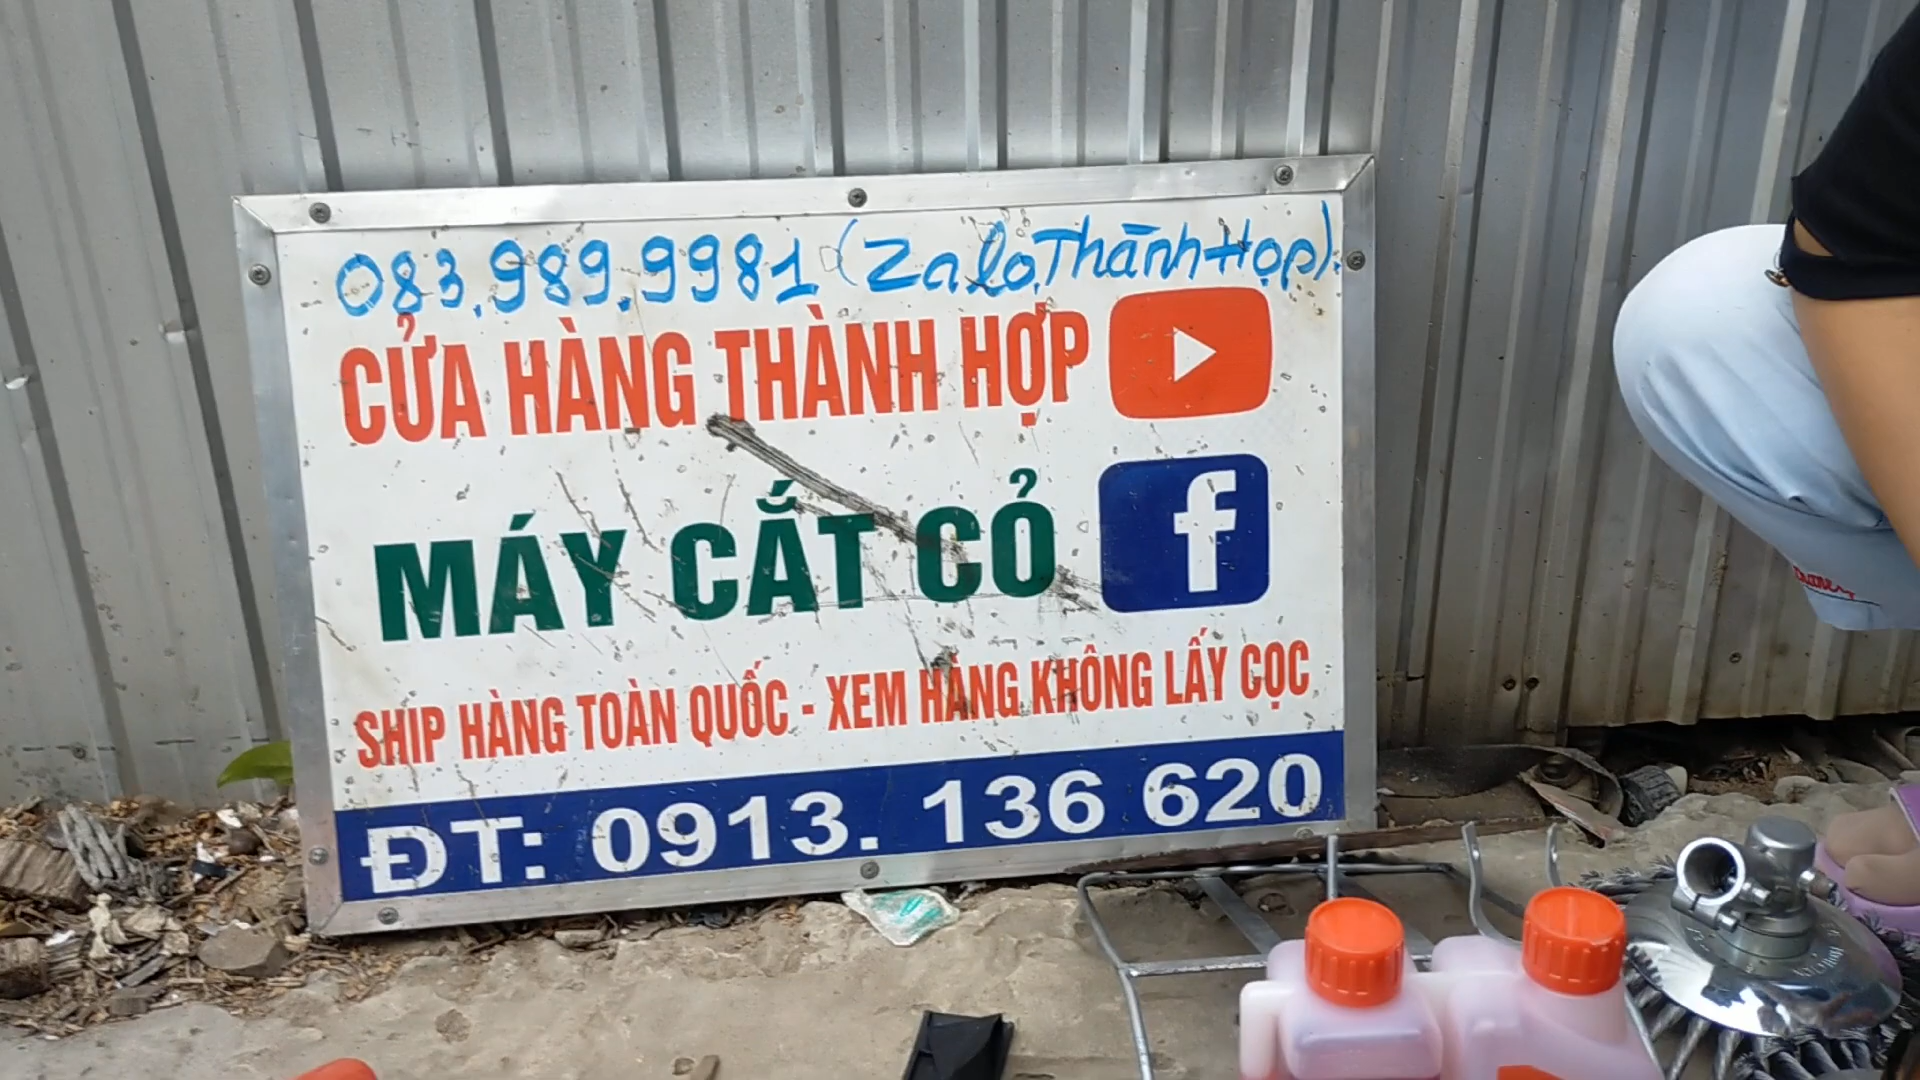 083.989.9981 (Zalo Thành Hợp).
CỬA HÀNG THÀNH HỢP
MÁY CẮT CỎ
f
SHIP HÀNG TOÀN QUỐC - XEM HÀNG KHÔNG LẤY CỌC
ĐT: 0913. 136 620